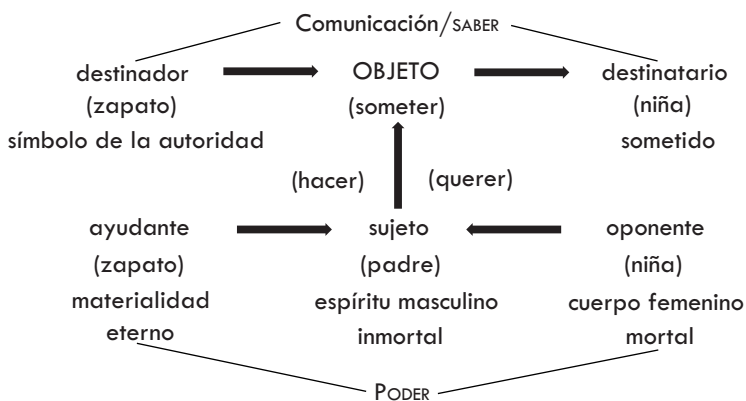 Comunicación/SABER
destinador OBJETO destinatario
(zapato) (someter) (niña)
símbolo de la autoridad sometido
(hacer) (querer)
ayudante sujeto oponente
(zapato) (padre) (niña)
materialidad espíritu masculino cuerpo femenino
eterno inmortal mortal
PODER